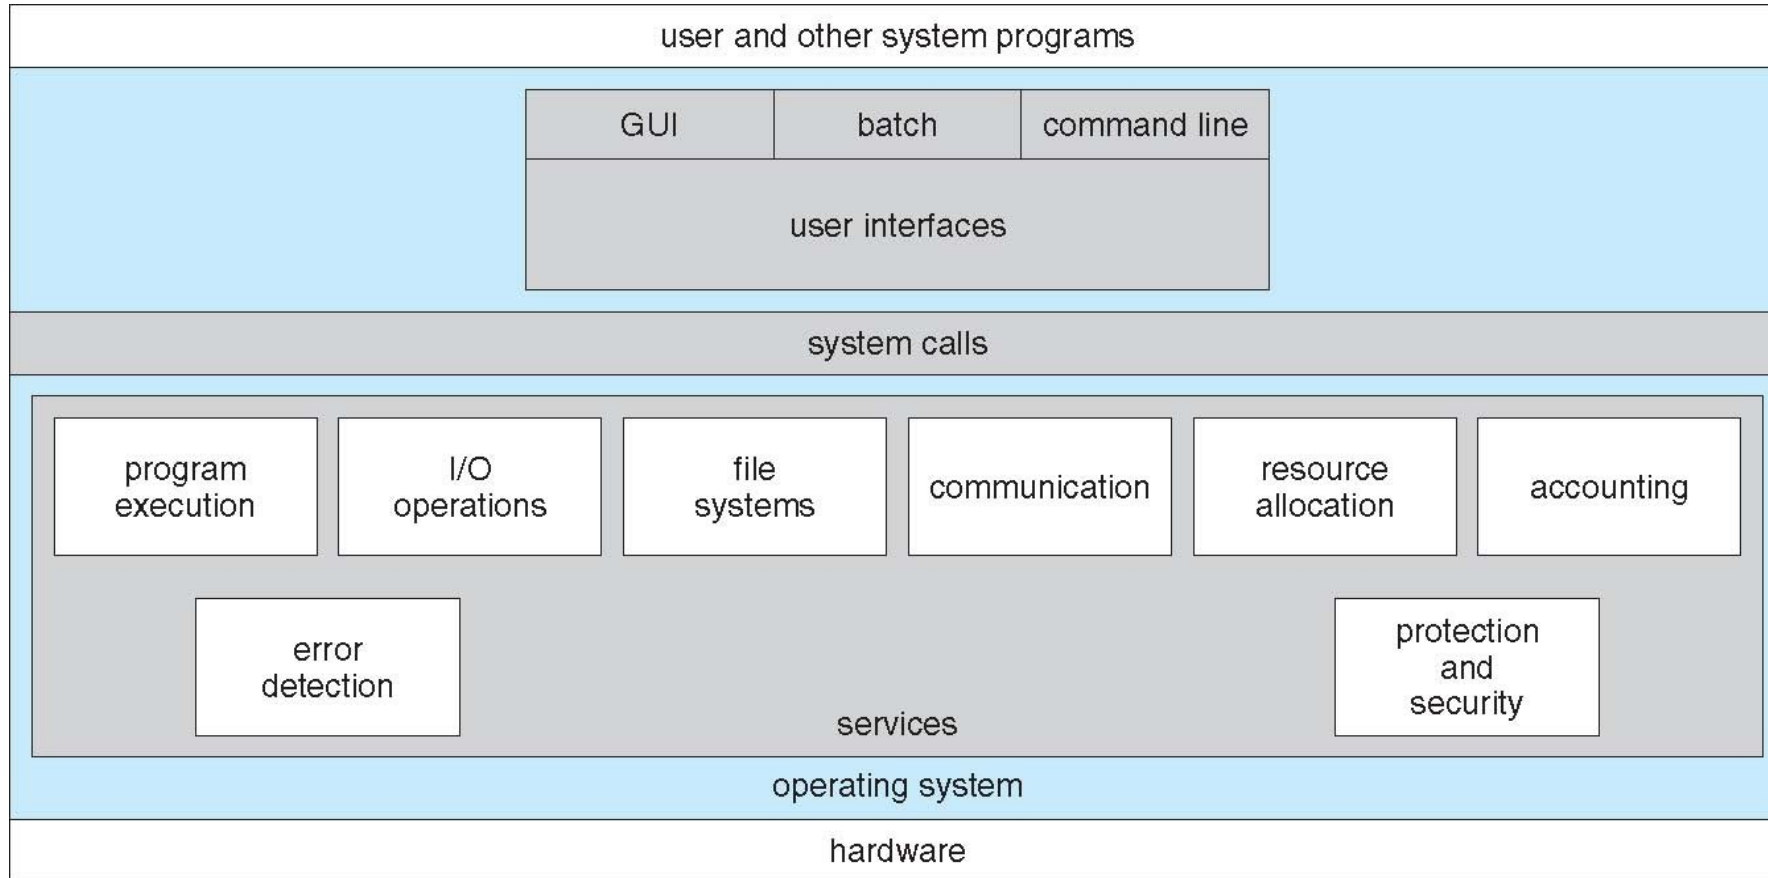 user and other system programs
GUI
batch
command line
user interfaces
system calls
program
execution
I/O
operations
file
systems
communication
resource
allocation
accounting
error
detection
protection
and
security
services
operating system
hardware